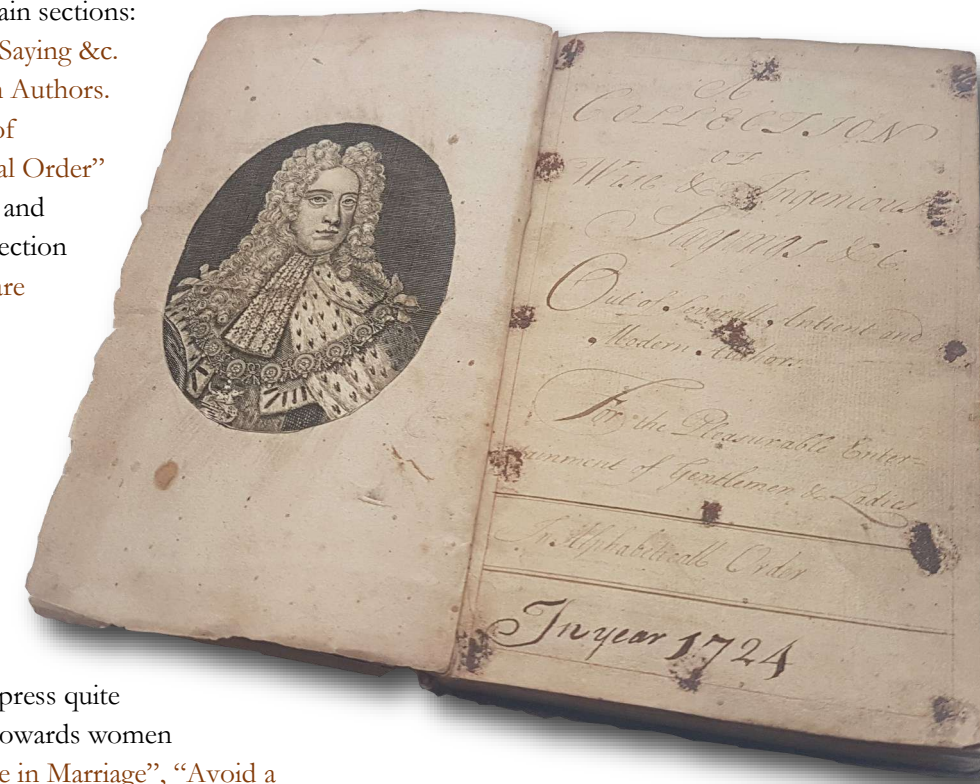 ain sections:
Saying &c.
n Authors.
of
al Order”
and
ection
are
press quite
owards women
e in Marriage”, “Avoid a
A
COLLECTION
OF
Wise & Ingenious
Sayings &c
Out of Severall Antient and
Modern Authors
For the Pleasurable Enter=
tainment of Gentlemen & Ladies
In Alphabeticall Order
In year 1724